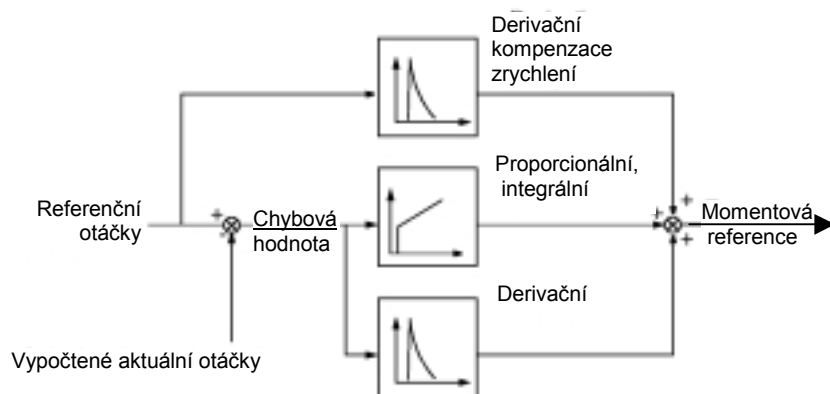 Derivační
kompenzace
zrychlení
Proporcionální,
integrální
Referenční
otáčky
Chybová
hodnota
Momentová
reference
Derivační
Vypočtené aktuální otáčky